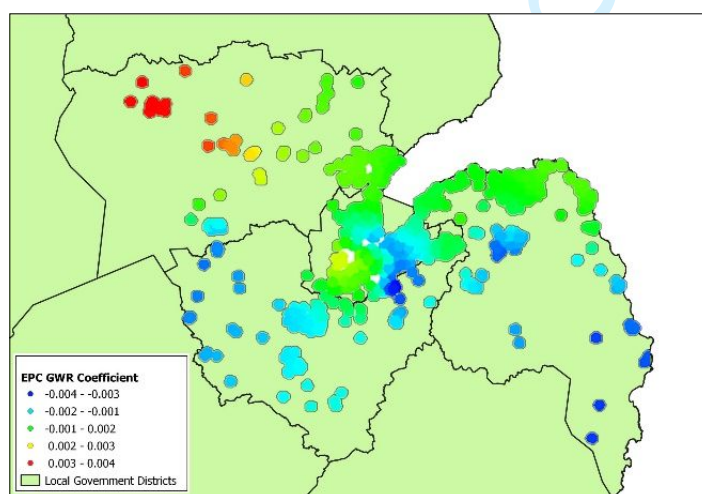 EPC GWR Coefficient
-0.004 - -0.003
-0.002 - -0.001
-0.001 - 0.002
0.002 - 0.003
0.003 - 0.004
Local Government Districts